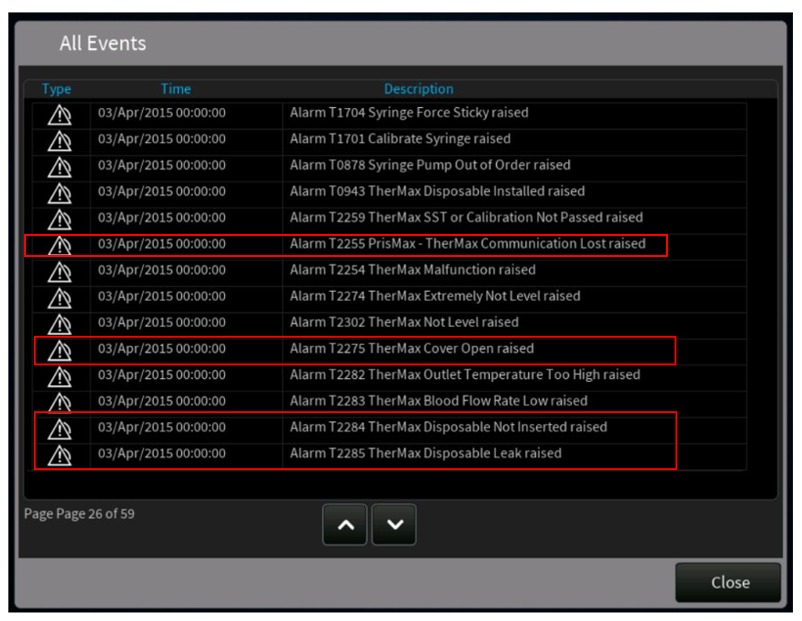 All Events
Type Time Description
03/Apr/2015 00:00:00 Alarm T1704 Syringe Force Sticky raised
03/Apr/2015 00:00:00 Alarm T1701 Calibrate Syringe raised
03/Apr/2015 00:00:00 Alarm T0878 Syringe Pump Out of Order raised
03/Apr/2015 00:00:00 Alarm T0943 TherMax Disposable Installed raised
03/Apr/2015 00:00:00 Alarm T2259 TherMax SST or Calibration Not Passed raised
03/Apr/2015 00:00:00 Alarm T2255 PrisMax - TherMax Communication Lost raised
03/Apr/2015 00:00:00 Alarm T2254 TherMax Malfunction raised
03/Apr/2015 00:00:00 Alarm T2274 TherMax Extremely Not Level raised
03/Apr/2015 00:00:00 Alarm T2302 TherMax Not Level raised
03/Apr/2015 00:00:00 Alarm T2275 TherMax Cover Open raised
03/Apr/2015 00:00:00 Alarm T2282 TherMax Outlet Temperature Too High raised
03/Apr/2015 00:00:00 Alarm T2283 TherMax Blood Flow Rate Low raised
03/Apr/2015 00:00:00 Alarm T2284 TherMax Disposable Not Inserted raised
03/Apr/2015 00:00:00 Alarm T2285 TherMax Disposable Leak raised
Page Page 26 of 59
Close